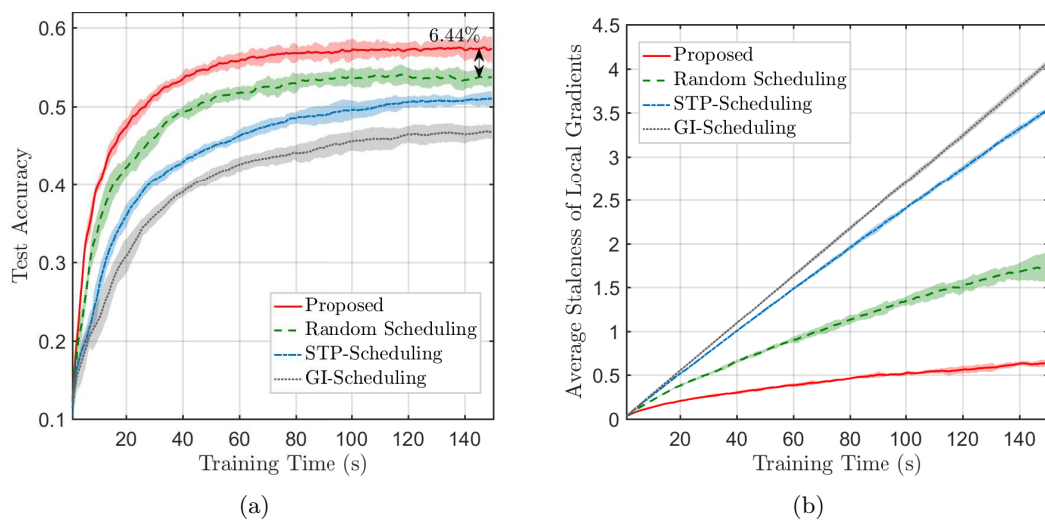 0.6
0.5
0.4
0.3
0.2
0.1
Test Accuracy
6.44%
Proposed
Random Scheduling
STP-Scheduling
GI-Scheduling
20 40 60 80 100 120 140
Training Time (s)
(a)
4.5
4
3.5
3
2.5
2
1.5
1
0.5
0
Average Staleness of Local Gradients
Proposed
Random Scheduling
STP-Scheduling
GI-Scheduling
20 40 60 80 100 120 140
Training Time (s)
(b)